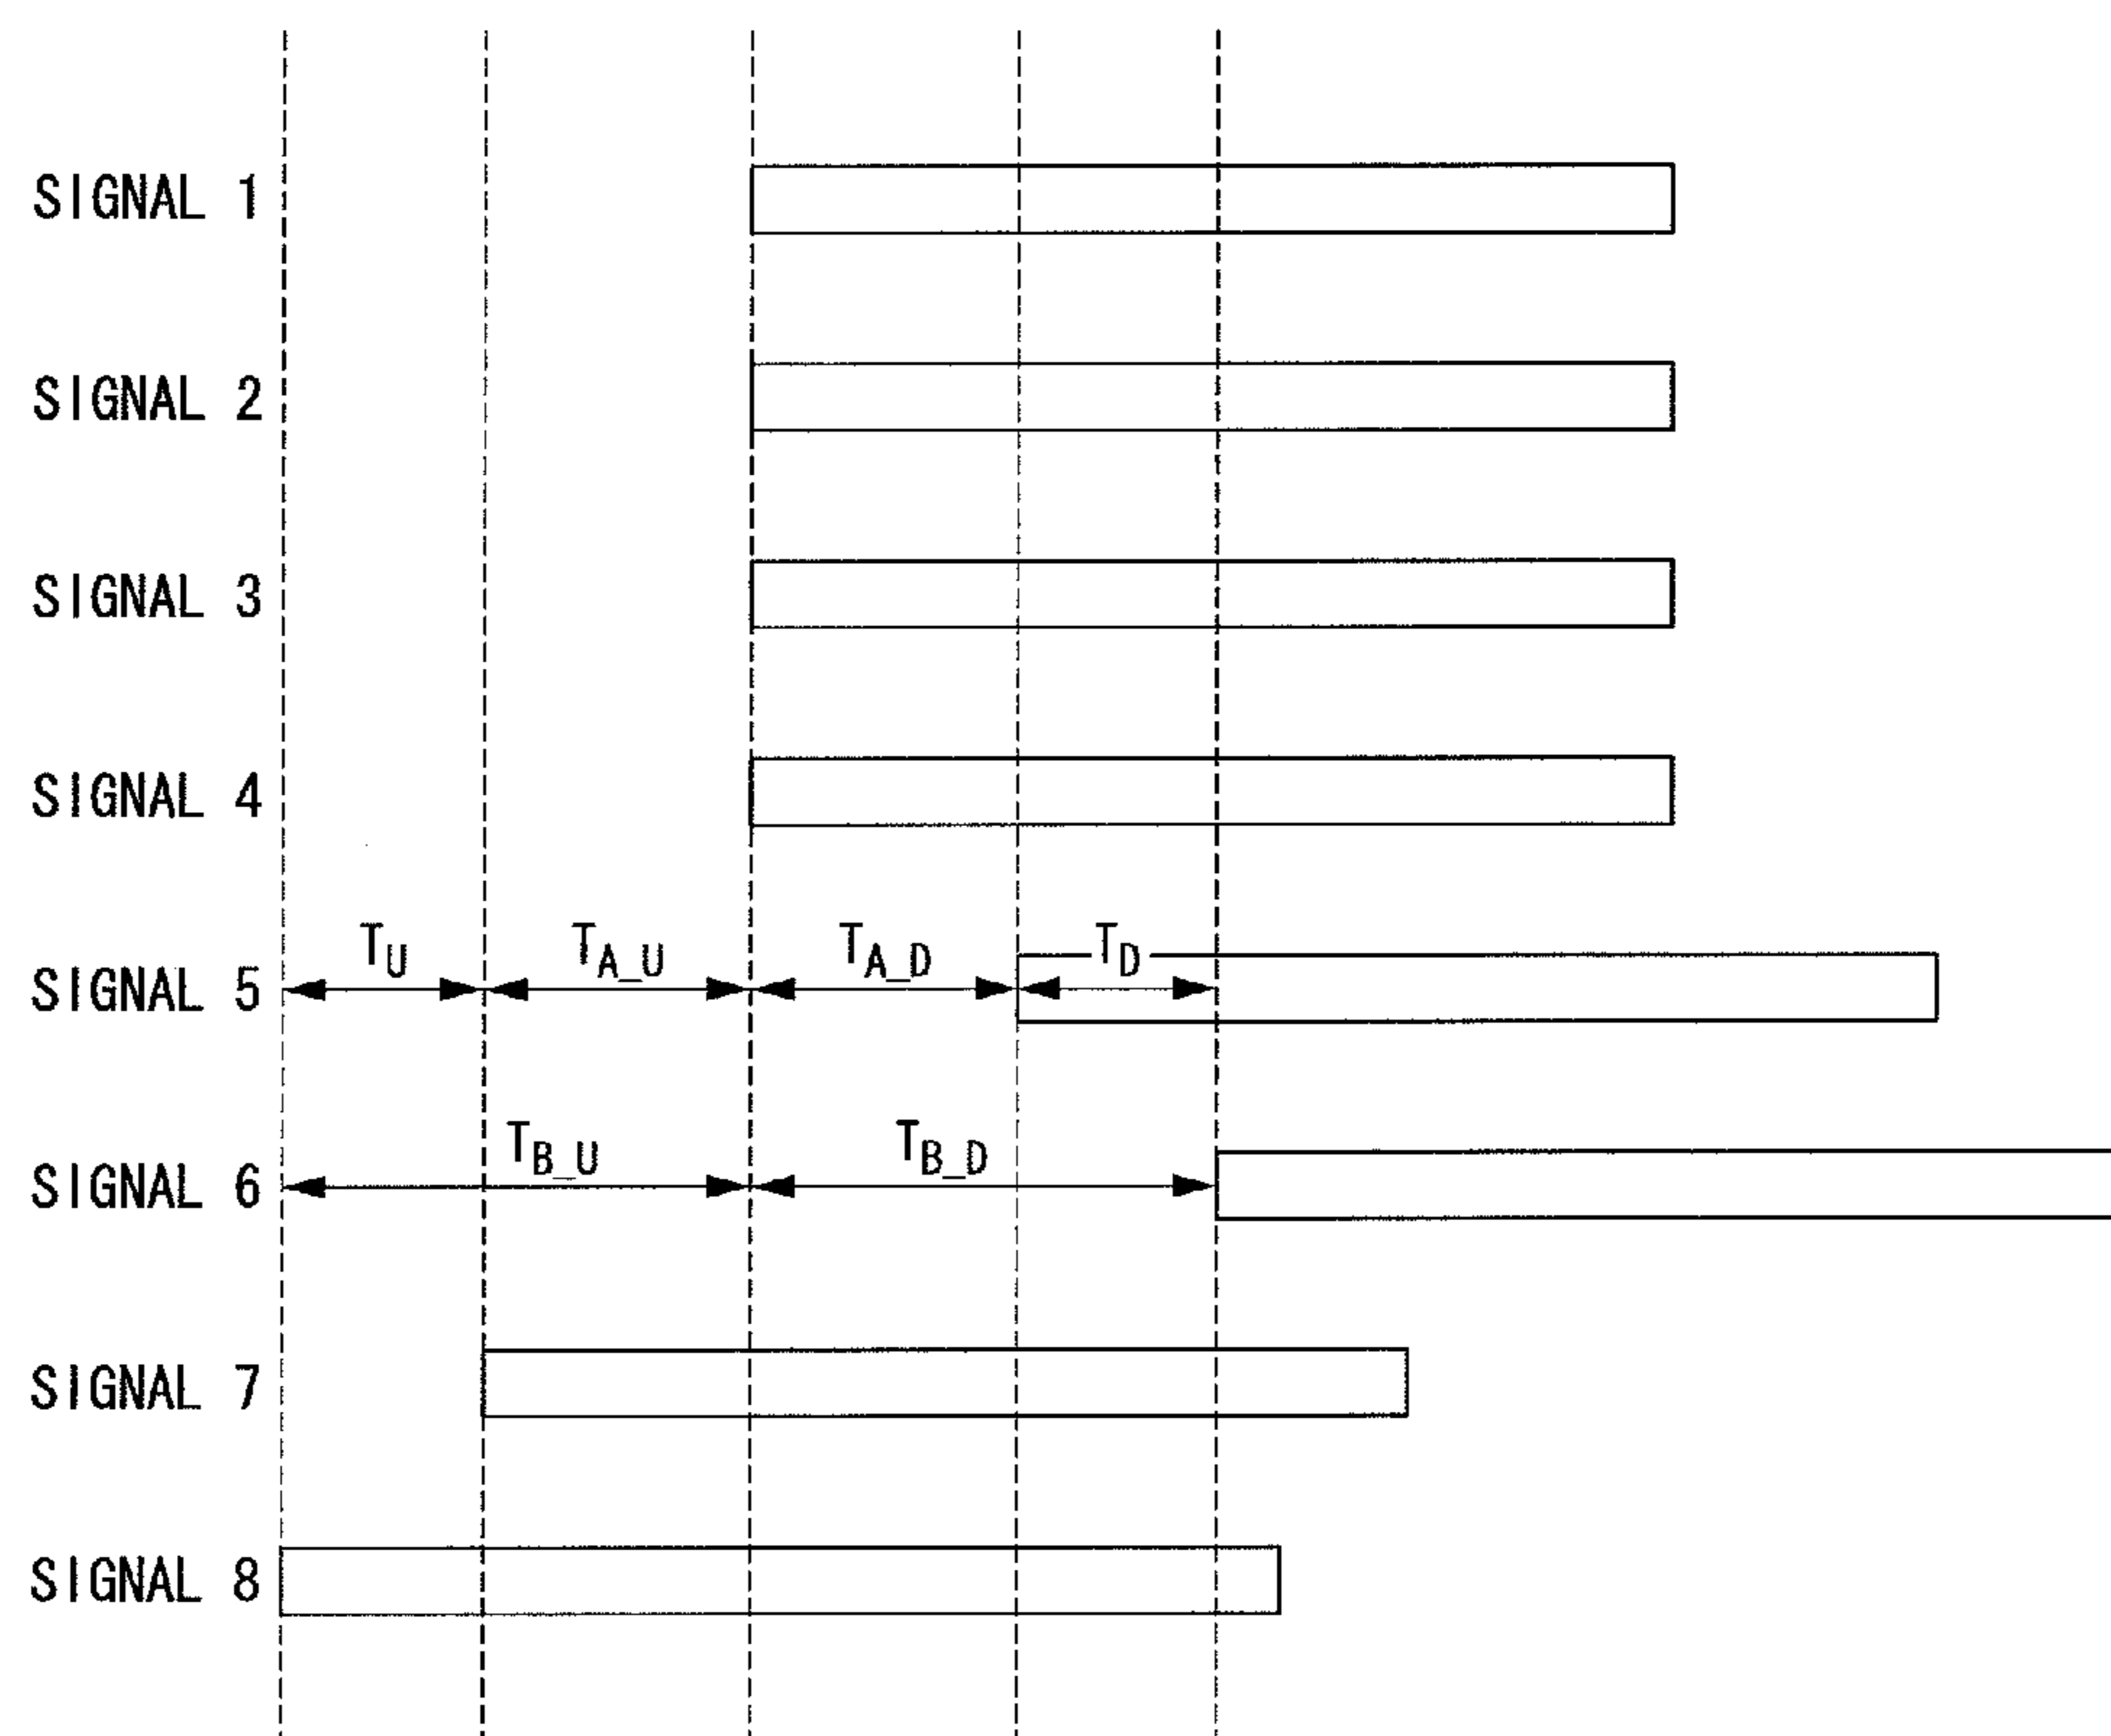 SIGNAL 1
SIGNAL 2
SIGNAL 3
SIGNAL 4
T_U T_A_U T_A_D T_D
SIGNAL 5
T_B_U T_B_D
SIGNAL 6
SIGNAL 7
SIGNAL 8